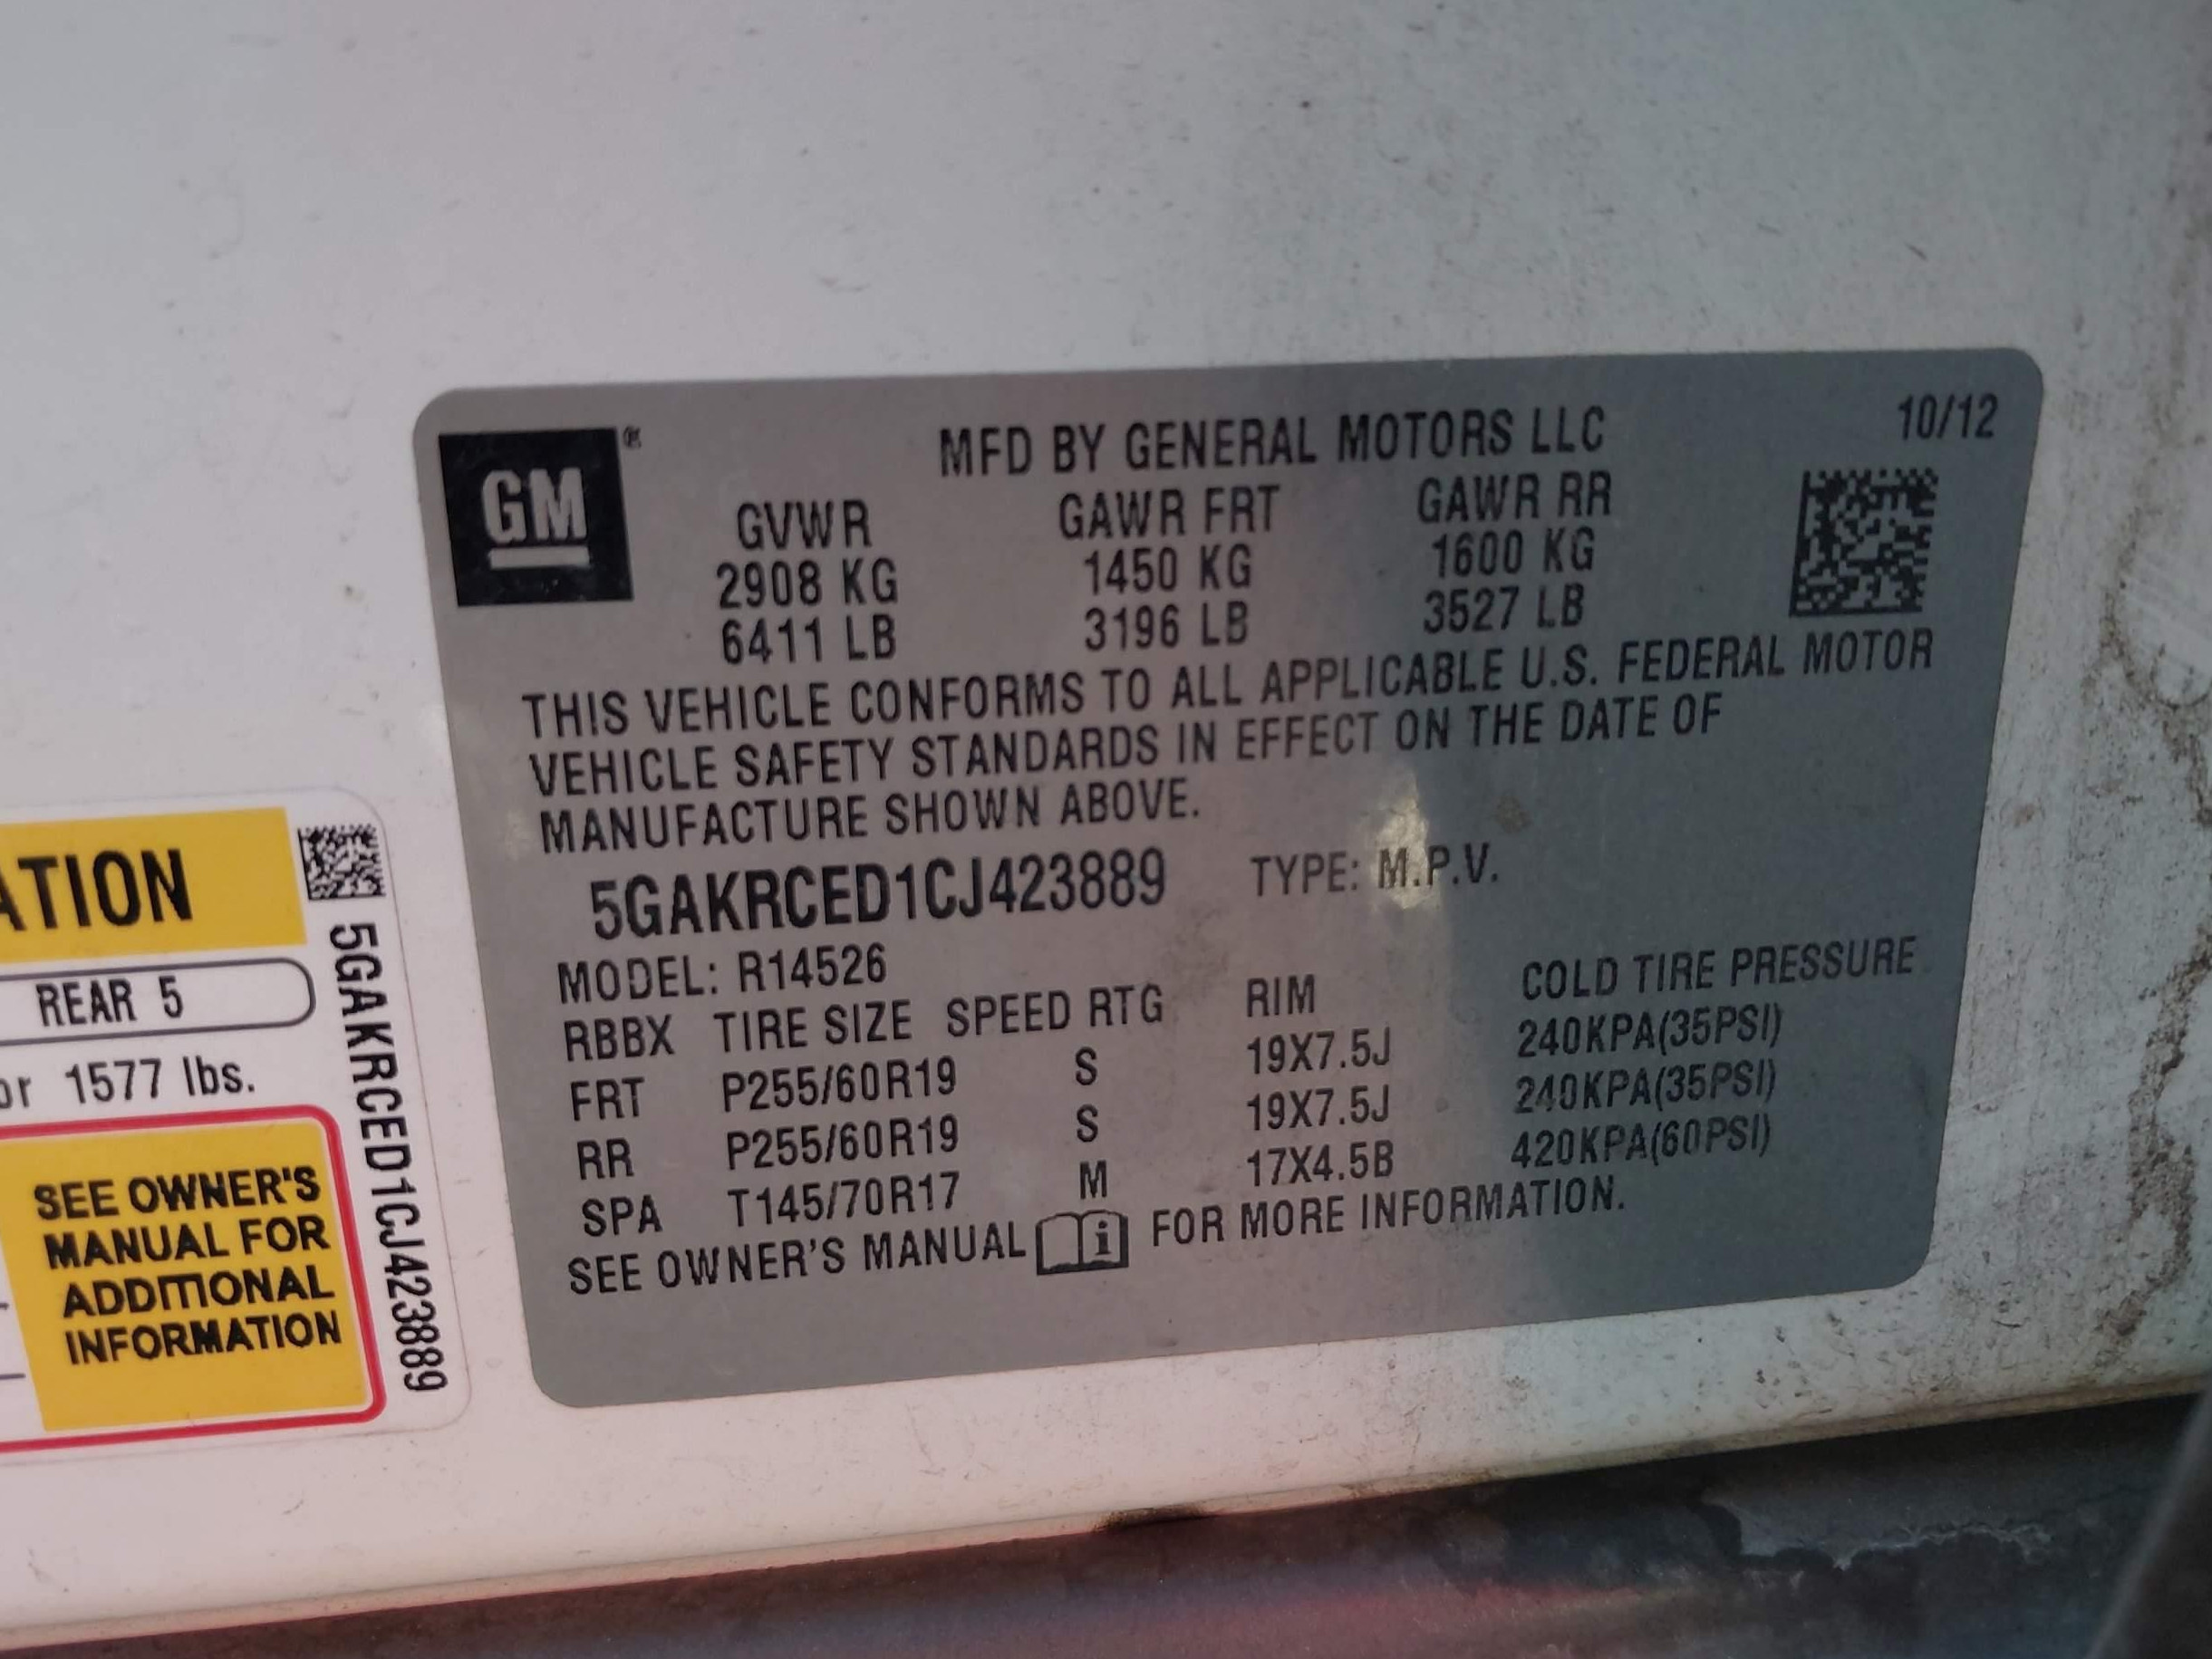 GM®
MFD BY GENERAL MOTORS LLC 10/12
GVWR GAWR FRT GAWR RR
2908 KG 1450 KG 1600 KG
6411 LB 3196 LB 3527 LB
THIS VEHICLE CONFORMS TO ALL APPLICABLE U.S. FEDERAL MOTOR
VEHICLE SAFETY STANDARDS IN EFFECT ON THE DATE OF
MANUFACTURE SHOWN ABOVE.
5GAKRCED1CJ423889 TYPE: M.P.V.
MODEL: R14526
RBBX TIRE SIZE SPEED RTG RIM COLD TIRE PRESSURE
FRT P255/60R19 S 19X7.5J 240KPA(35PSI)
RR P255/60R19 S 19X7.5J 240KPA(35PSI)
SPA T145/70R17 M 17X4.5B 420KPA(60PSI)
SEE OWNER'S MANUAL i FOR MORE INFORMATION.
ATION
REAR 5
or 1577 lbs.
SEE OWNER'S
MANUAL FOR
ADDITIONAL
INFORMATION
5GAKRCED1CJ423889